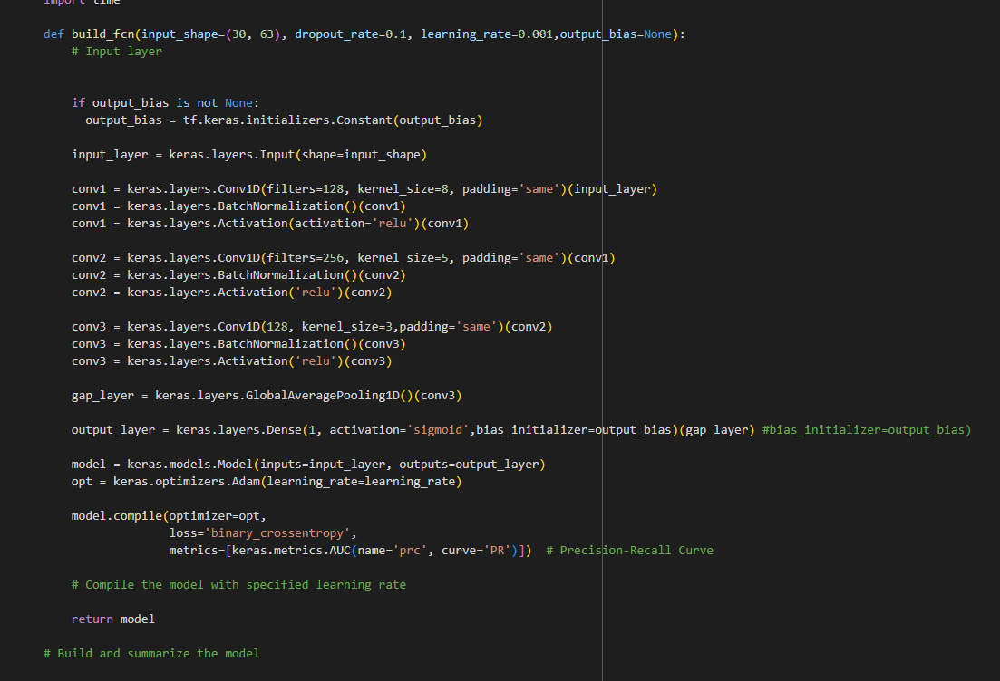 import time
def build_fcn(input_shape=(30, 63), dropout_rate=0.1, learning_rate=0.001,output_bias=None):
# Input layer
if output_bias is not None:
output_bias = tf.keras.initializers.Constant(output_bias)
input_layer = keras.layers.Input(shape=input_shape)
conv1 = keras.layers.Conv1D(filters=128, kernel_size=8, padding='same')(input_layer)
conv1 = keras.layers.BatchNormalization()(conv1)
conv1 = keras.layers.Activation(activation='relu')(conv1)
conv2 = keras.layers.Conv1D(filters=256, kernel_size=5, padding='same')(conv1)
conv2 = keras.layers.BatchNormalization()(conv2)
conv2 = keras.layers.Activation('relu')(conv2)
conv3 = keras.layers.Conv1D(128, kernel_size=3,padding='same')(conv2)
conv3 = keras.layers.BatchNormalization()(conv3)
conv3 = keras.layers.Activation('relu')(conv3)
gap_layer = keras.layers.GlobalAveragePooling1D()(conv3)
output_layer = keras.layers.Dense(1, activation='sigmoid',bias_initializer=output_bias)(gap_layer) #bias_initializer=output_bias)
model = keras.models.Model(inputs=input_layer, outputs=output_layer)
opt = keras.optimizers.Adam(learning_rate=learning_rate)
model.compile(optimizer=opt,
loss='binary_crossentropy',
metrics=[keras.metrics.AUC(name='prc', curve='PR')])  # Precision-Recall Curve
# Compile the model with specified learning rate
return model
# Build and summarize the model